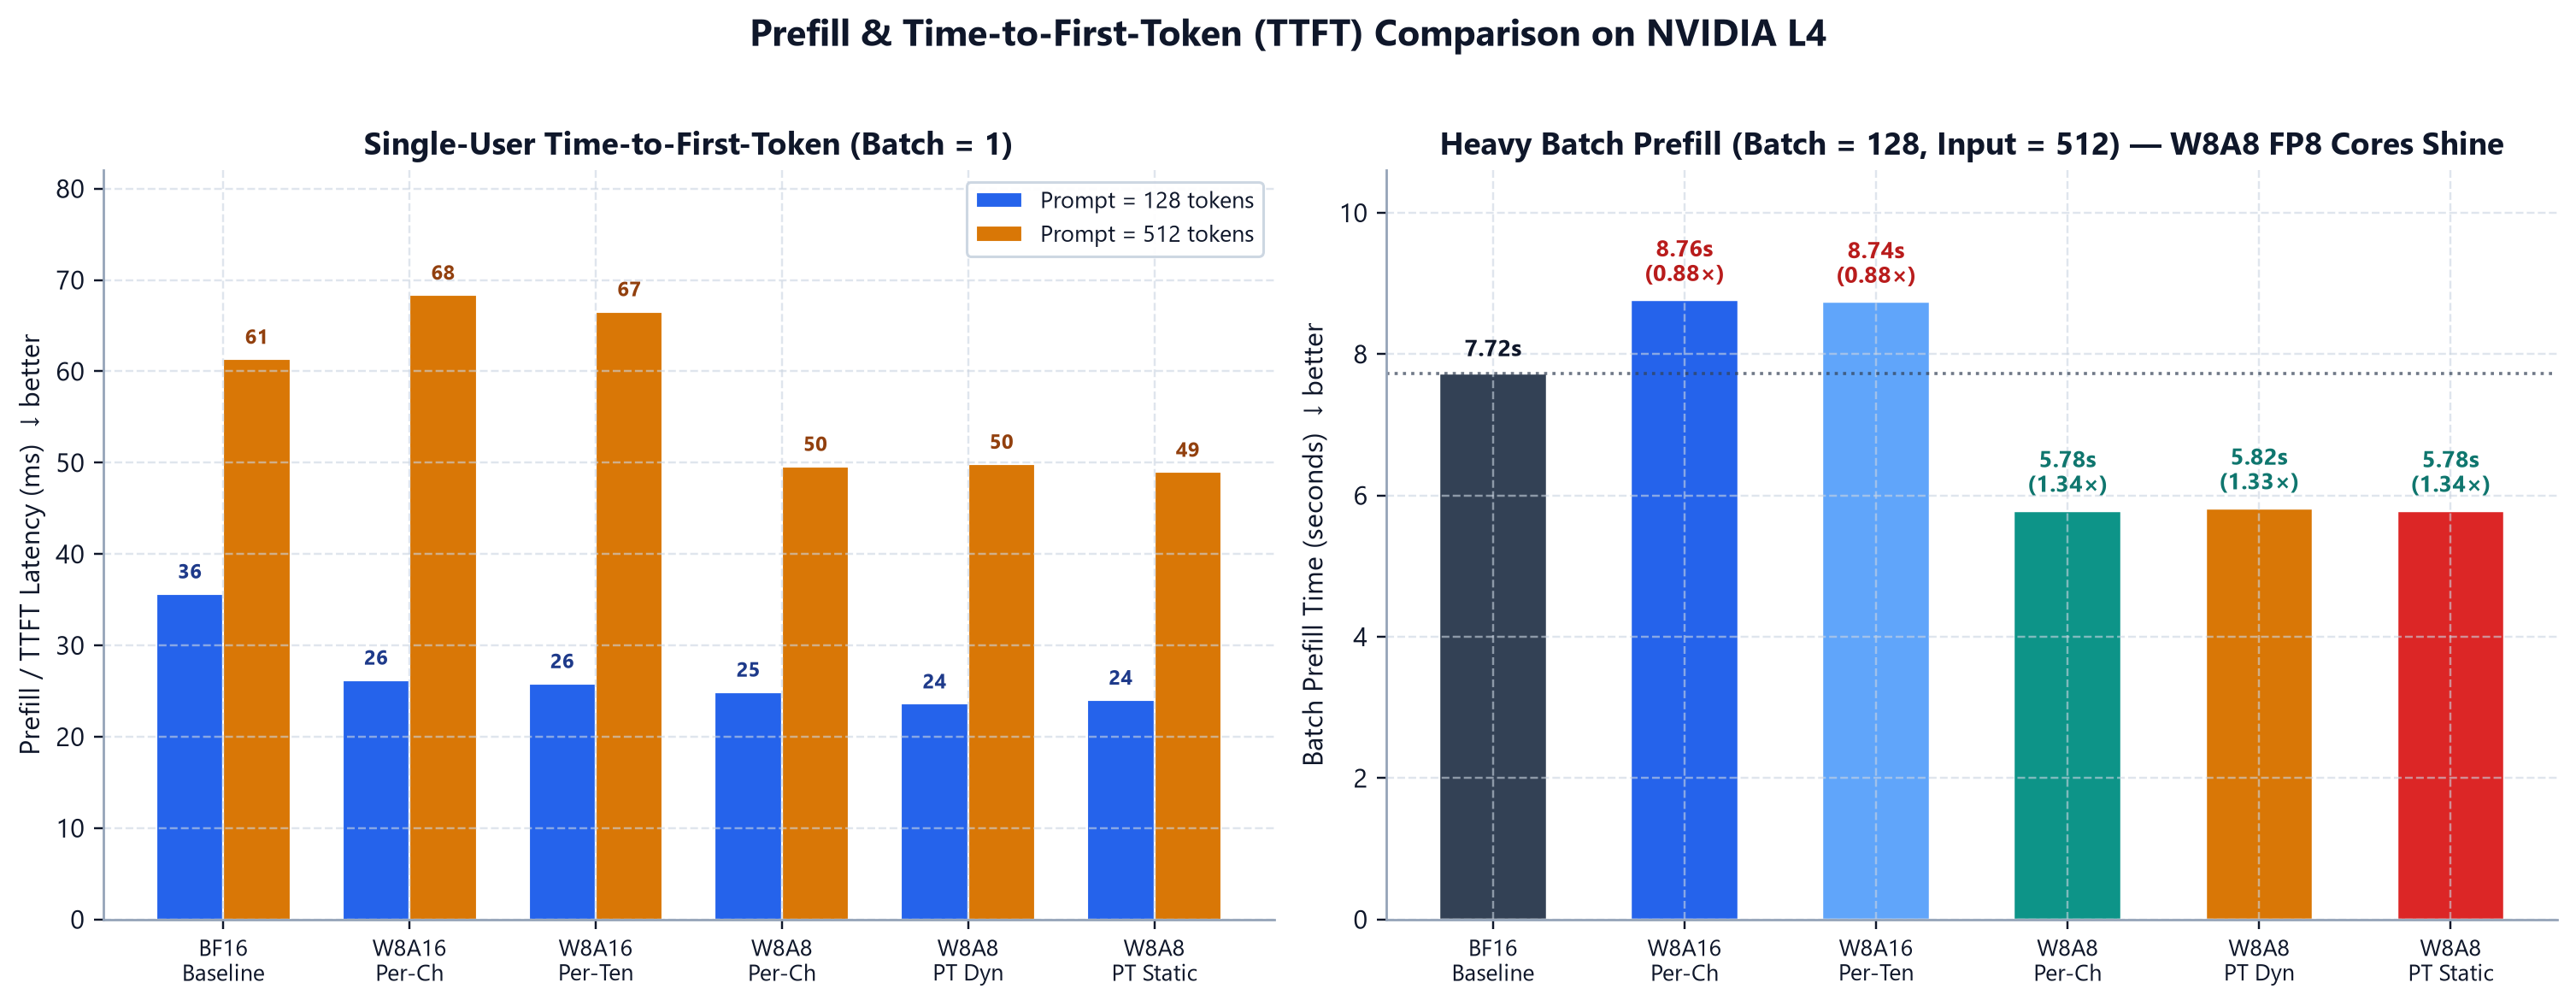 Prefill & Time-to-First-Token (TTFT) Comparison on NVIDIA L4
Single-User Time-to-First-Token (Batch = 1)
Prefill / TTFT Latency (ms) ↓ better
80
70
60
50
40
30
20
10
0
Prompt = 128 tokens
Prompt = 512 tokens
36
61
26
68
26
67
25
50
24
50
24
49
BF16
Baseline
W8A16
Per-Ch
W8A16
Per-Ten
W8A8
Per-Ch
W8A8
PT Dyn
W8A8
PT Static
Heavy Batch Prefill (Batch = 128, Input = 512) — W8A8 FP8 Cores Shine
Batch Prefill Time (seconds) ↓ better
10
8
6
4
2
0
7.72s
8.76s
(0.88×)
8.74s
(0.88×)
5.78s
(1.34×)
5.82s
(1.33×)
5.78s
(1.34×)
BF16
Baseline
W8A16
Per-Ch
W8A16
Per-Ten
W8A8
Per-Ch
W8A8
PT Dyn
W8A8
PT Static